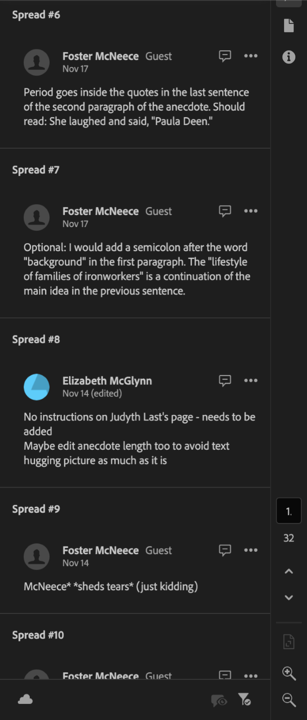 Spread #6
Foster McNeece Guest
Nov 17
Period goes inside the quotes in the last sentence
of the second paragraph of the anecdote. Should
read: She laughed and said, "Paula Deen."
Spread #7
Foster McNeece Guest
Nov 17
Optional: I would add a semicolon after the word
"background" in the first paragraph. The "lifestyle
of families of ironworkers" is a continuation of the
main idea in the previous sentence.
Spread #8
Elizabeth McGlynn
Nov 14 (edited)
No instructions on Judyth Last's page - needs to be
added
Maybe edit anecdote length too to avoid text
hugging picture as much as it is
Spread #9
Foster McNeece Guest
Nov 14
McNeece* *sheds tears* (just kidding)
Spread #10
Foster McNeece Guest
1
32